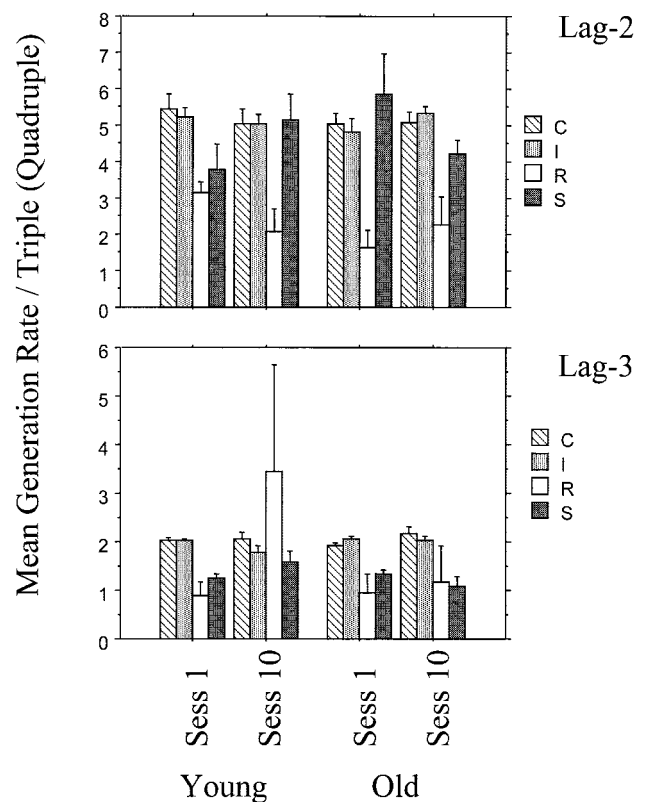 Mean Generation Rate / Triple (Quadruple)
Lag-2
8
7
6
5
4
3
2
1
0
C
I
R
S
Lag-3
6
5
4
3
2
1
0
C
I
R
S
Sess 1
Sess 10
Sess 1
Sess 10
Young
Old